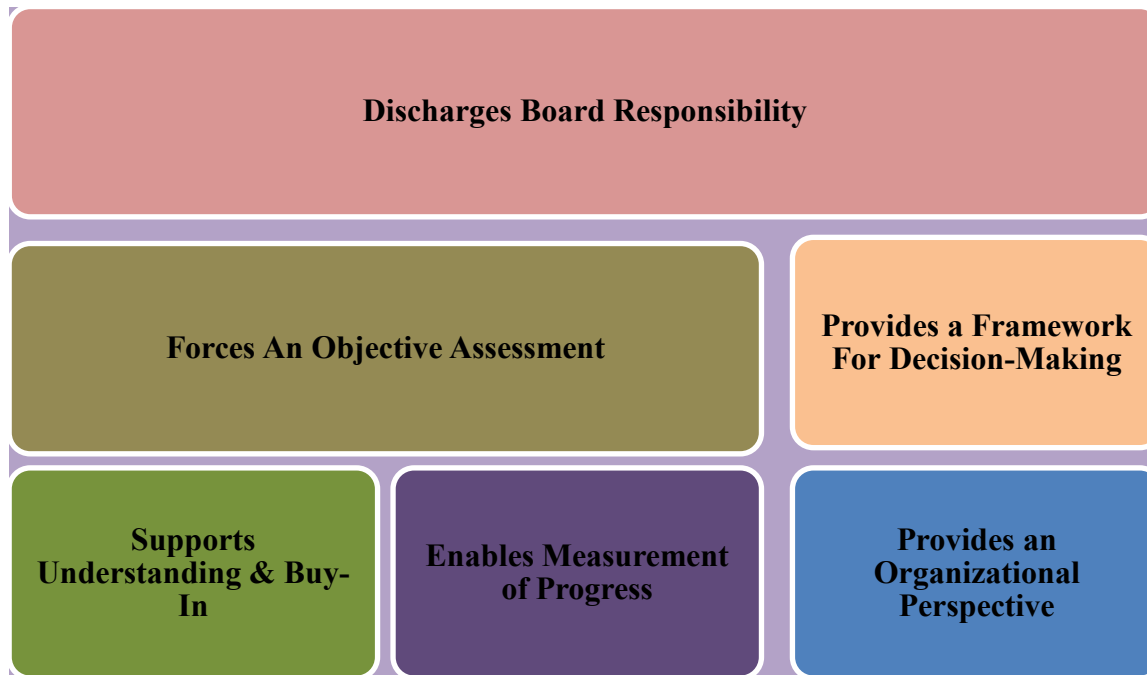 Discharges Board Responsibility
Forces An Objective Assessment
Provides a Framework
For Decision-Making
Supports
Understanding & Buy-
In
Enables Measurement
of Progress
Provides an
Organizational
Perspective